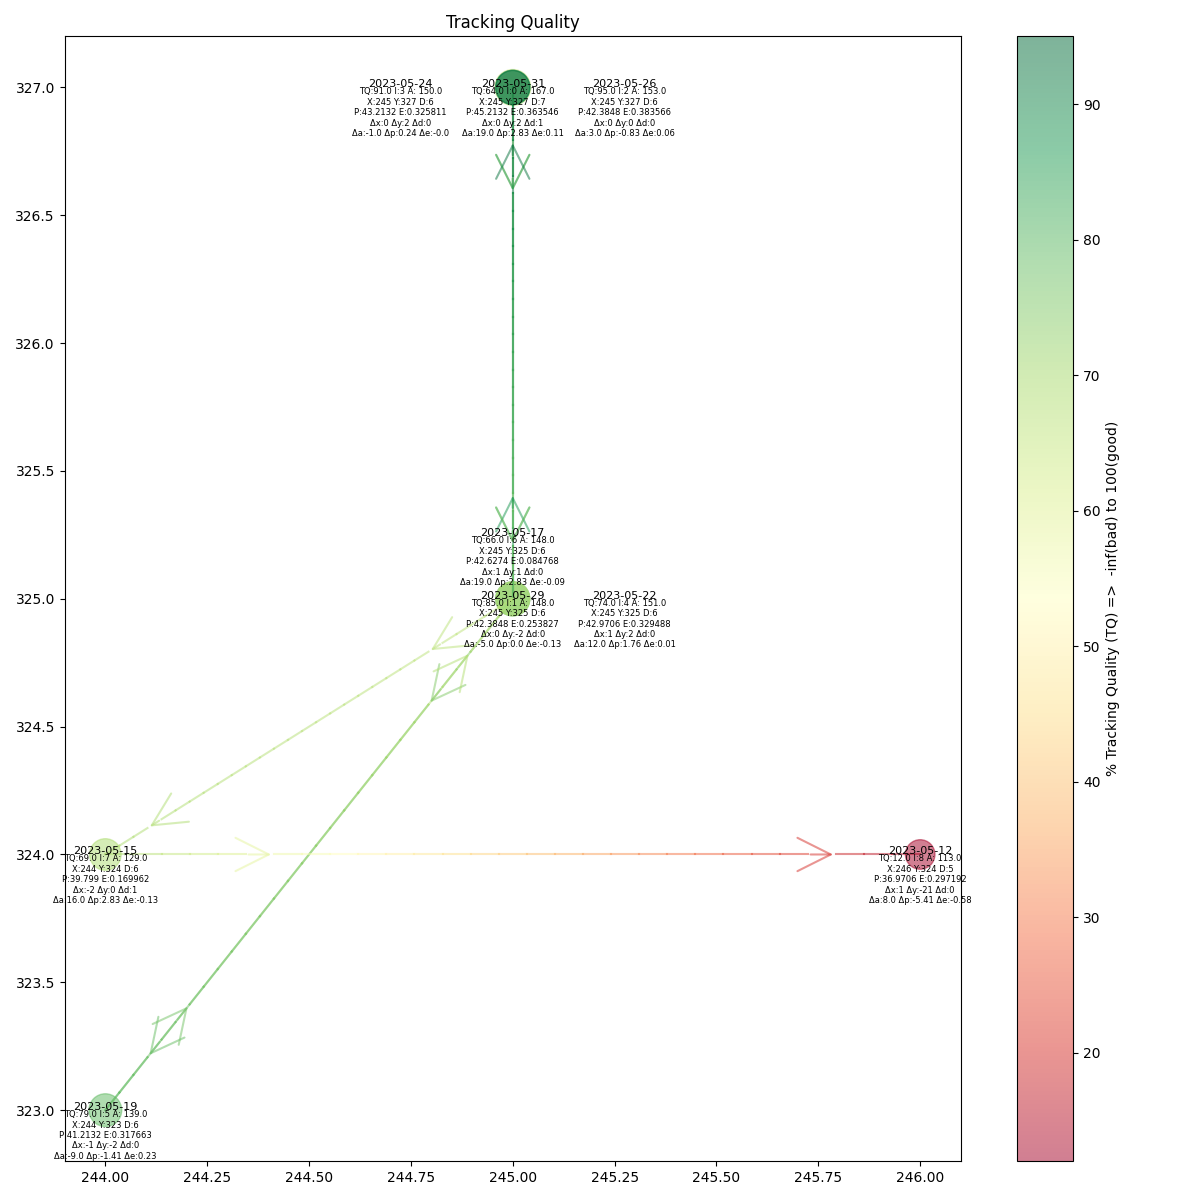 Tracking Quality
327.0
326.5
326.0
325.5
325.0
324.5
324.0
323.5
323.0
2023-05-24
TQ:91.0 I:3 A: 150.0
X:245 Y:327 D:6
P:43.2132 E:0.325811
Δx:0 Δy:2 Δd:0
Δa:-1.0 Δp:0.24 Δe:-0.0
2023-05-31
TQ:64.0 I:0 A: 167.0
X:245 Y:327 D:7
P:45.2132 E:0.363546
Δx:0 Δy:2 Δd:1
Δa:19.0 Δp:2.83 Δe:0.11
2023-05-26
TQ:95.0 I:2 A: 153.0
X:245 Y:327 D:6
P:42.3848 E:0.383566
Δx:0 Δy:0 Δd:0
Δa:3.0 Δp:-0.83 Δe:0.06
2023-05-17
TQ:66.0 I:6 A: 148.0
X:245 Y:325 D:6
P:42.6274 E:0.084768
Δx:1 Δy:1 Δd:0
Δa:19.0 Δp:2.83 Δe:-0.09
2023-05-29
TQ:85.0 I:1 A: 148.0
X:245 Y:325 D:6
P:42.3848 E:0.253827
Δx:0 Δy:-2 Δd:0
Δa:-5.0 Δp:0.0 Δe:-0.13
2023-05-22
TQ:74.0 I:4 A: 151.0
X:245 Y:325 D:6
P:42.9706 E:0.329488
Δx:1 Δy:2 Δd:0
Δa:12.0 Δp:1.76 Δe:0.01
2023-05-15
TQ:69.0 I:7 A: 129.0
X:244 Y:324 D:6
P:39.799 E:0.169962
Δx:-2 Δy:0 Δd:1
Δa:16.0 Δp:2.83 Δe:-0.13
2023-05-12
TQ:12.0 I:8 A: 113.0
X:246 Y:324 D:5
P:36.9706 E:0.297192
Δx:1 Δy:-21 Δd:0
Δa:8.0 Δp:-5.41 Δe:-0.58
2023-05-19
TQ:79.0 I:5 A: 139.0
X:244 Y:323 D:6
P:41.2132 E:0.317663
Δx:-1 Δy:-2 Δd:0
Δa:-9.0 Δp:-1.41 Δe:0.23
244.00 244.25 244.50 244.75 245.00 245.25 245.50 245.75 246.00
90
80
70
60
50
40
30
20
% Tracking Quality (TQ) => -inf(bad) to 100(good)